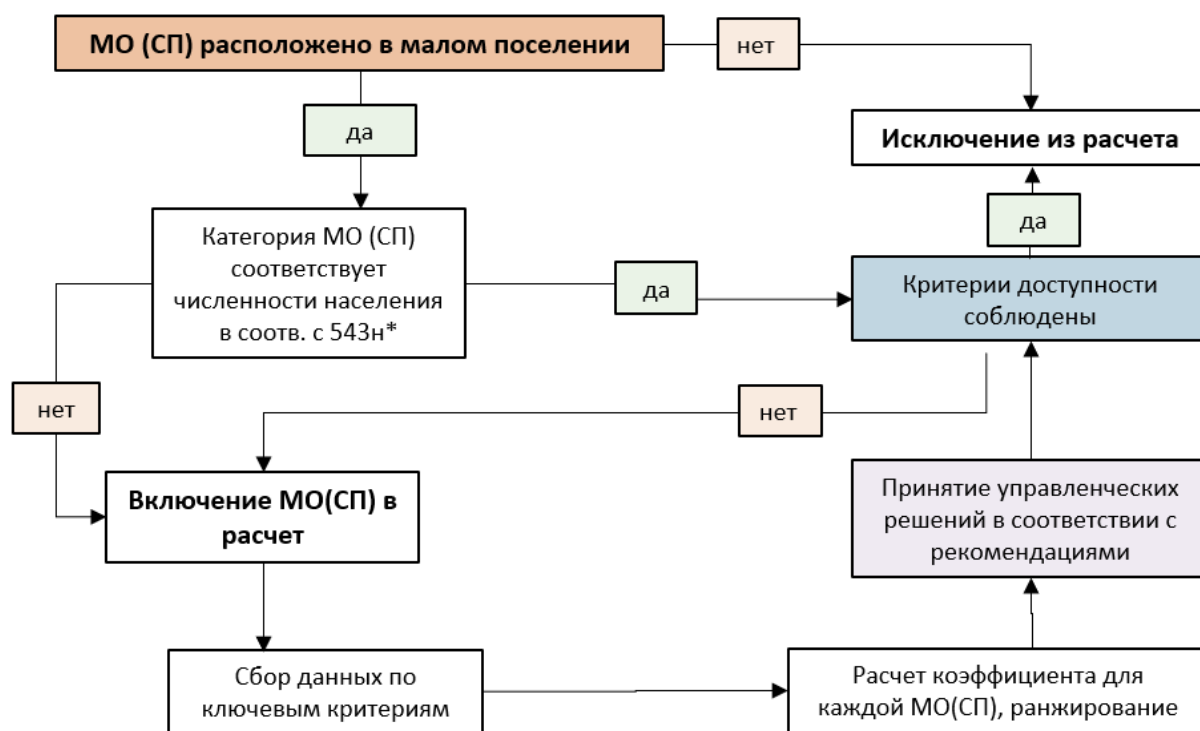 МО (СП) расположено в малом поселении
нет
да
Исключение из расчета
да
Категория МО (СП)
соответствует
численности населения
в соотв. с 543н*
да
Критерии доступности
соблюдены
нет
нет
Включение МО(СП) в
расчет
Принятие управленческих
решений в соответствии с
рекомендациями
Сбор данных по
ключевым критериям
Расчет коэффициента для
каждой МО(СП), ранжирование